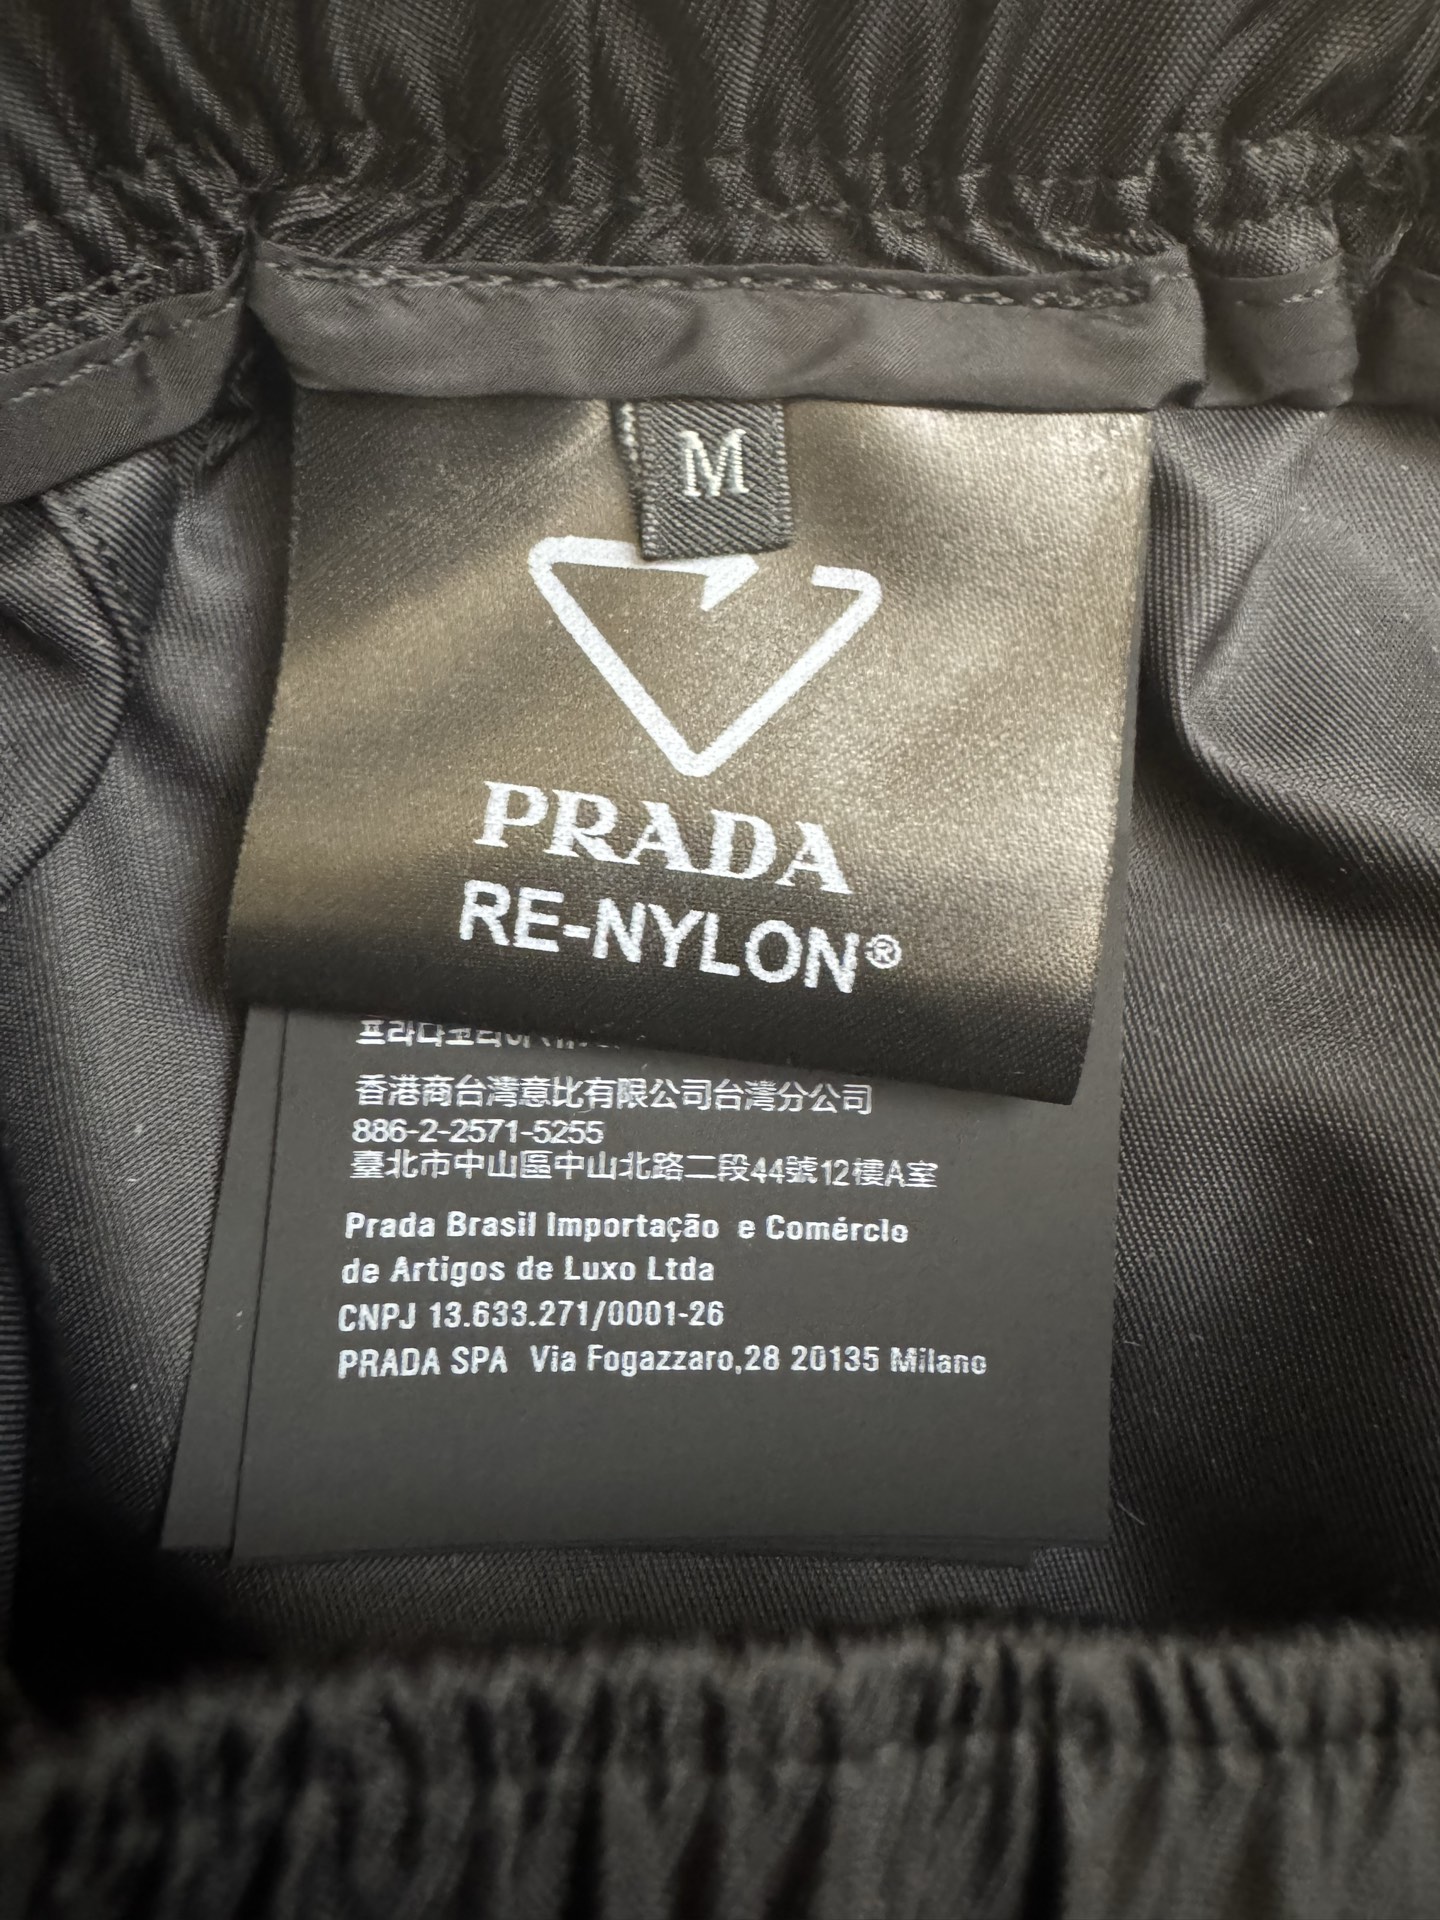 M
PRADA
RE-NYLON®
香港商台灣意比有限公司台灣分公司
886-2-2571-5255
臺北市中山區中山北路二段44號12樓A室
Prada Brasil Importação e Comércio
de Artigos de Luxo Ltda
CNPJ 13.633.271/0001-26
PRADA SPA Via Fogazzaro,28 20135 Milano